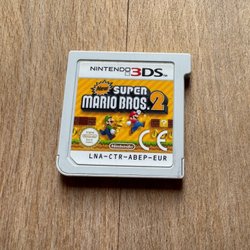 NINTENDO 3DS
New SUPER
MARIO BROS. 2
CE
Nintendo
LNA-CTR-ABEP-EUR